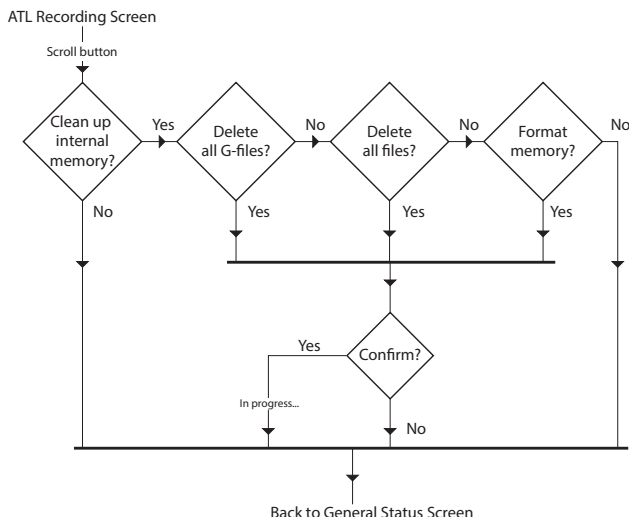 ATL Recording Screen
Scroll button
Clean up
internal
memory?
Yes
Delete
all G-files?
No
Delete
all files?
No
Format
memory?
No
No
Yes
Yes
Yes
Yes
Confirm?
In progress...
No
Back to General Status Screen